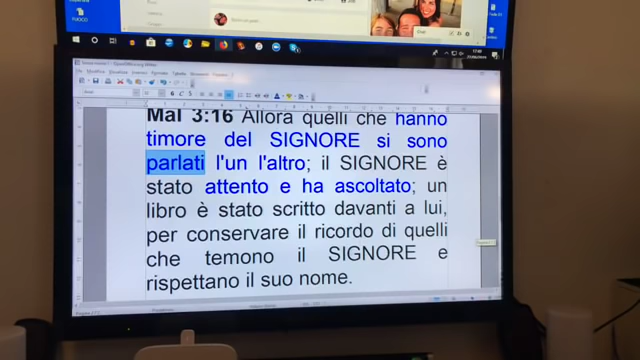 Chat
Mal 3:16 Allora quelli che hanno
timore del SIGNORE si sono
parlati l'un l'altro; il SIGNORE è
stato attento e ha ascoltato; un
libro è stato scritto davanti a lui,
per conservare il ricordo di quelli
che temono il SIGNORE e
rispettano il suo nome.